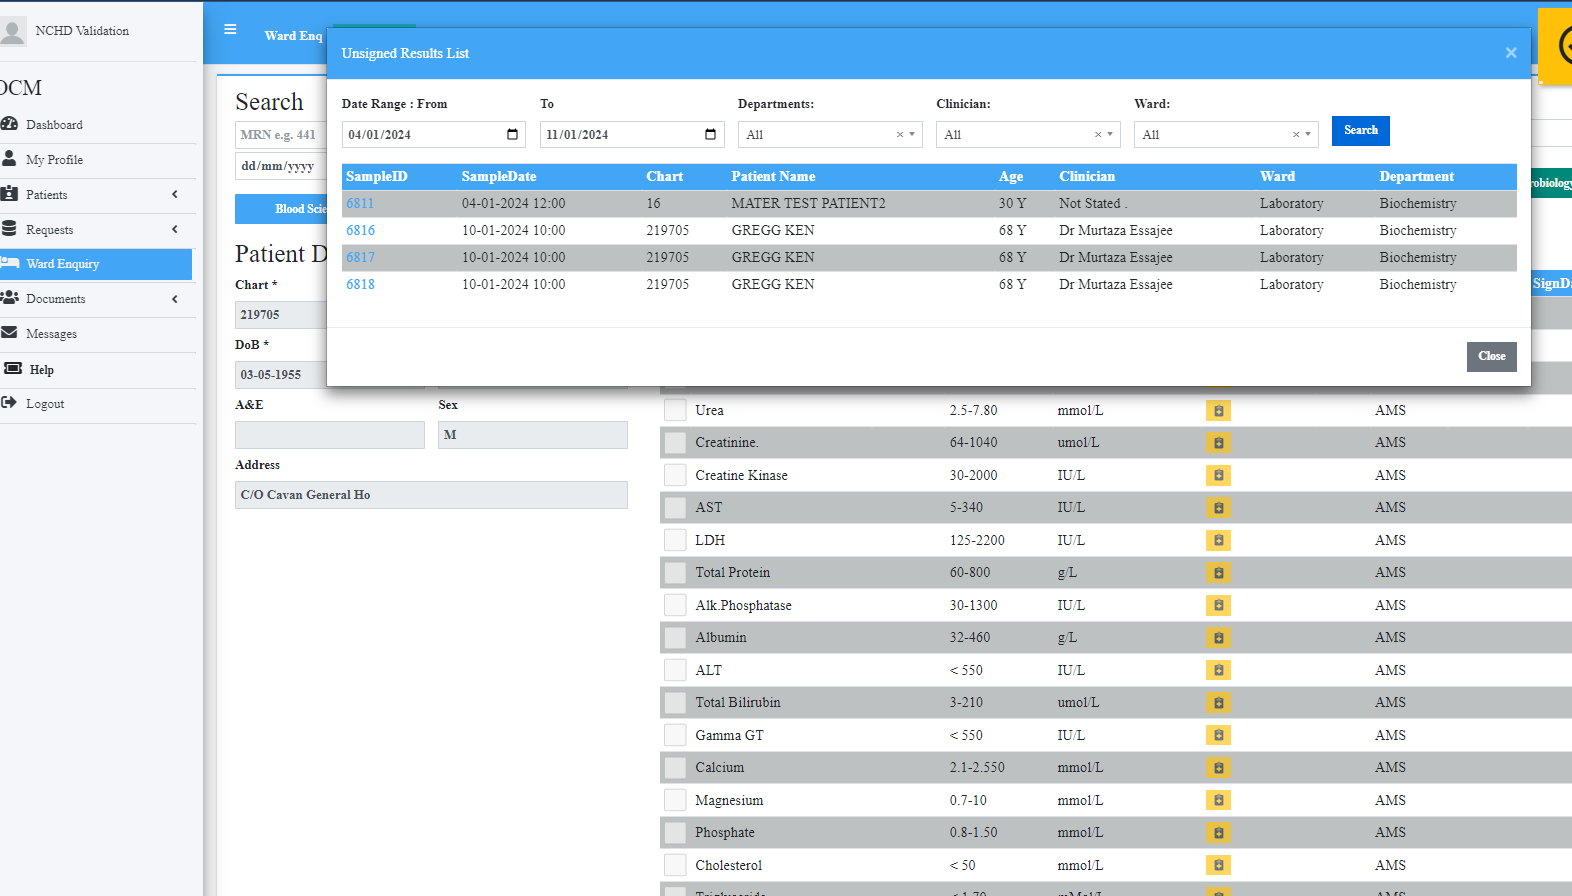 NCHD Validation
OCM
Dashboard
My Profile
Patients
Requests
Ward Enquiry
Documents
Messages
Help
Logout
Ward Enq
Search
MRN e.g. 441
dd/mm/yyyy
Blood Scie
Patient D
Chart *
219705
DoB *
03-05-1955
A&E Sex
M
Address
C/O Cavan General Ho
Unsigned Results List ×
Date Range : From To Departments: Clinician: Ward:
04/01/2024 11/01/2024 All × All × All × Search
SampleID SampleDate Chart Patient Name Age Clinician Ward Department
6811 04-01-2024 12:00 16 MATER TEST PATIENT2 30 Y Not Stated . Laboratory Biochemistry
6816 10-01-2024 10:00 219705 GREGG KEN 68 Y Dr Murtaza Essajee Laboratory Biochemistry
6817 10-01-2024 10:00 219705 GREGG KEN 68 Y Dr Murtaza Essajee Laboratory Biochemistry
6818 10-01-2024 10:00 219705 GREGG KEN 68 Y Dr Murtaza Essajee Laboratory Biochemistry
Close
robiology
SignDa
Urea 2.5-7.80 mmol/L AMS
Creatinine. 64-1040 umol/L AMS
Creatine Kinase 30-2000 IU/L AMS
AST 5-340 IU/L AMS
LDH 125-2200 IU/L AMS
Total Protein 60-800 g/L AMS
Alk.Phosphatase 30-1300 IU/L AMS
Albumin 32-460 g/L AMS
ALT < 550 IU/L AMS
Total Bilirubin 3-210 umol/L AMS
Gamma GT < 550 IU/L AMS
Calcium 2.1-2.550 mmol/L AMS
Magnesium 0.7-10 mmol/L AMS
Phosphate 0.8-1.50 mmol/L AMS
Cholesterol < 50 mmol/L AMS